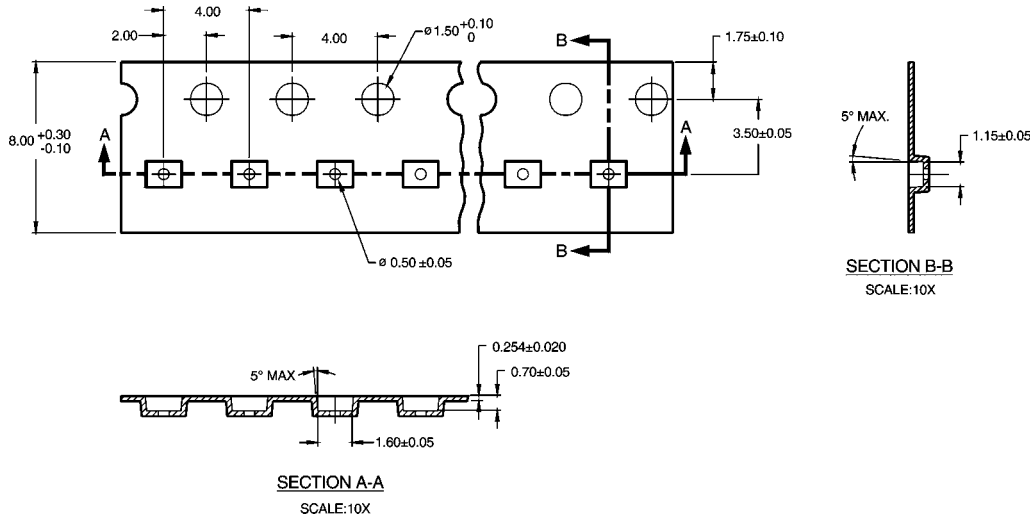 4.00
2.00
4.00
ø1.50 +0.10 0
B
1.75±0.10
8.00 +0.30 -0.10
A
A
3.50±0.05
5° MAX.
1.15±0.05
ø 0.50 ±0.05
B
SECTION B-B
SCALE:10X
5° MAX
0.254±0.020
0.70±0.05
1.60±0.05
SECTION A-A
SCALE:10X